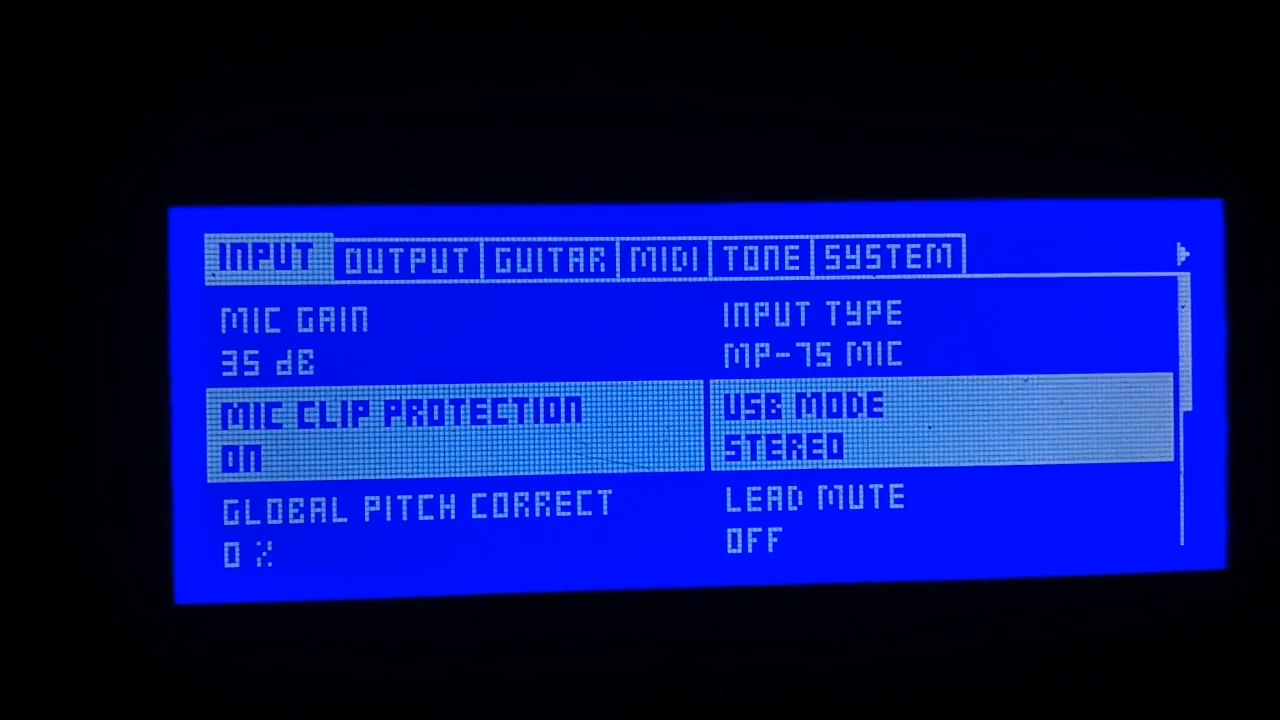 INPUT OUTPUT GUITAR MIDI TONE SYSTEM
MIC GAIN INPUT TYPE
35 dB MP-75 MIC
MIC CLIP PROTECTION USB MODE
ON STEREO
GLOBAL PITCH CORRECT LEAD MUTE
0 % OFF